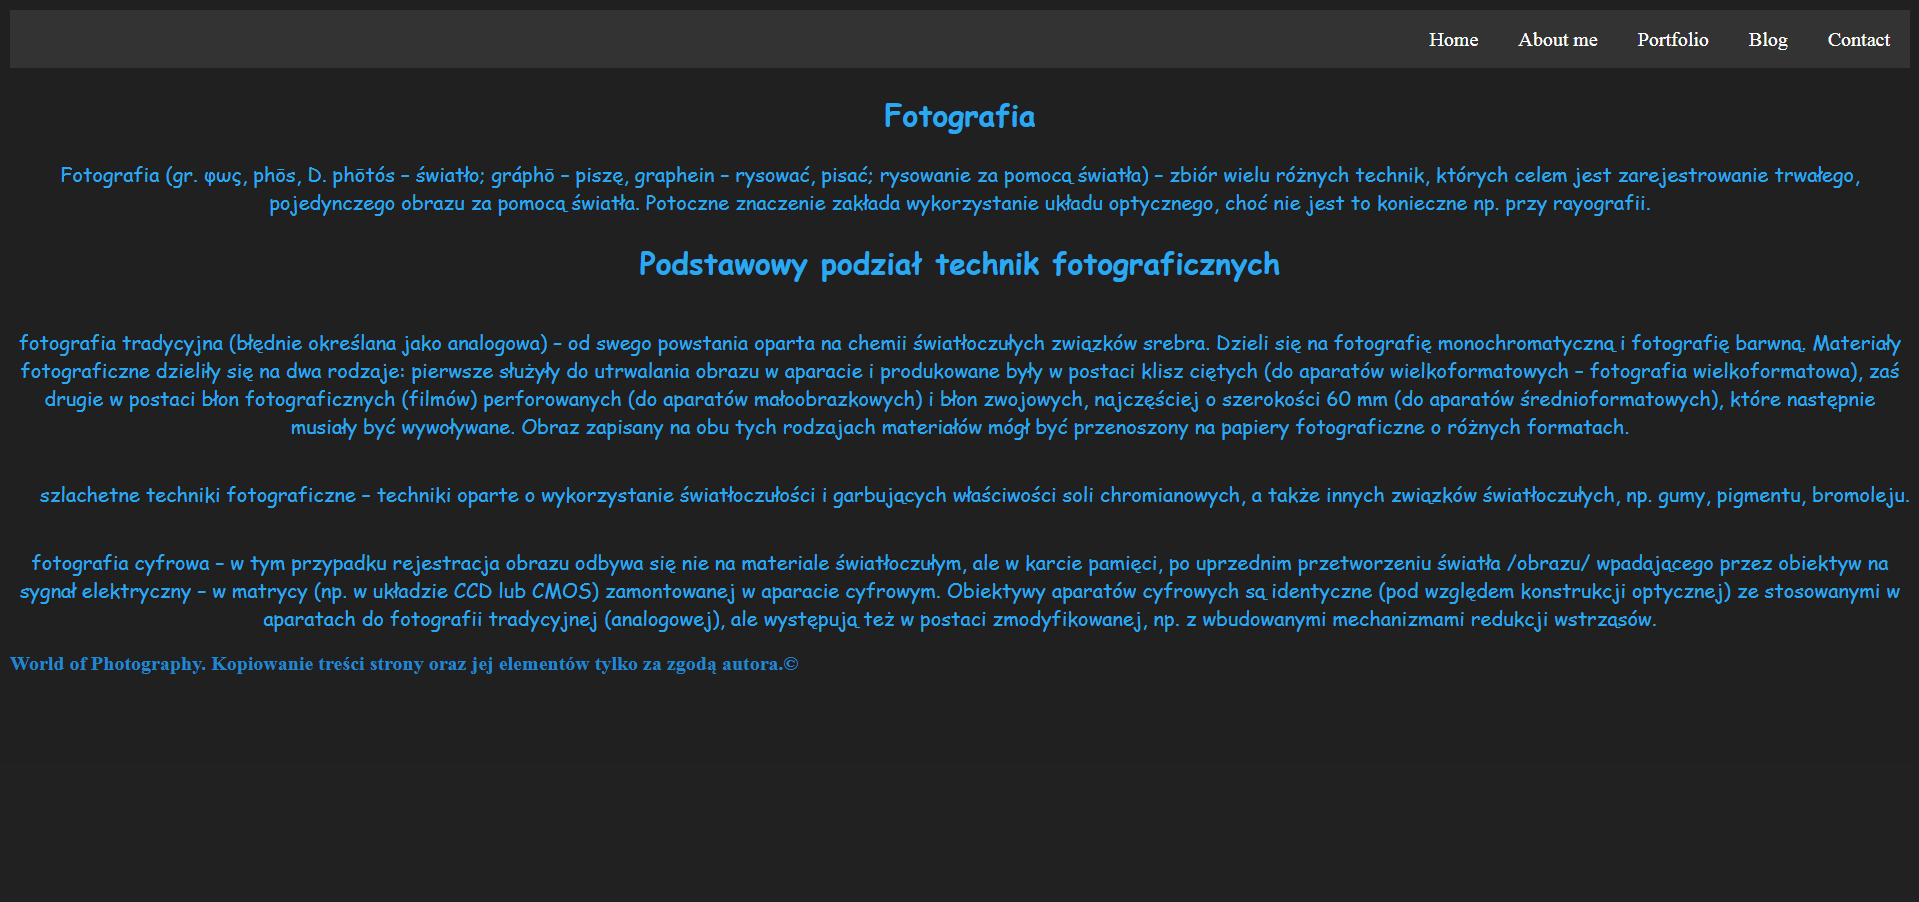 Home About me Portfolio Blog Contact
Fotografia
Fotografia (gr. φως, phōs, D. phōtós – światło; gráphō – piszę, graphein – rysować, pisać; rysowanie za pomocą światła) – zbiór wielu różnych technik, których celem jest zarejestrowanie trwałego,
pojedynczego obrazu za pomocą światła. Potoczne znaczenie zakłada wykorzystanie układu optycznego, choć nie jest to konieczne np. przy rayografii.
Podstawowy podział technik fotograficznych
fotografia tradycyjna (błędnie określana jako analogowa) – od swego powstania oparta na chemii światłoczułych związków srebra. Dzieli się na fotografię monochromatyczną i fotografię barwną. Materiały
fotograficzne dzieliły się na dwa rodzaje: pierwsze służyły do utrwalania obrazu w aparacie i produkowane były w postaci klisz ciętych (do aparatów wielkoformatowych – fotografia wielkoformatowa), zaś
drugie w postaci błon fotograficznych (filmów) perforowanych (do aparatów małoobrazkowych) i błon zwojowych, najczęściej o szerokości 60 mm (do aparatów średnioformatowych), które następnie
musiały być wywoływane. Obraz zapisany na obu tych rodzajach materiałów mógł być przenoszony na papiery fotograficzne o różnych formatach.
szlachetne techniki fotograficzne – techniki oparte o wykorzystanie światłoczułości i garbujących właściwości soli chromianowych, a także innych związków światłoczułych, np. gumy, pigmentu, bromoleju.
fotografia cyfrowa – w tym przypadku rejestracja obrazu odbywa się nie na materiale światłoczułym, ale w karcie pamięci, po uprzednim przetworzeniu światła /obrazu/ wpadającego przez obiektyw na
sygnał elektryczny – w matrycy (np. w układzie CCD lub CMOS) zamontowanej w aparacie cyfrowym. Obiektywy aparatów cyfrowych są identyczne (pod względem konstrukcji optycznej) ze stosowanymi w
aparatach do fotografii tradycyjnej (analogowej), ale występują też w postaci zmodyfikowanej, np. z wbudowanymi mechanizmami redukcji wstrząsów.
World of Photography. Kopiowanie treści strony oraz jej elementów tylko za zgodą autora.©